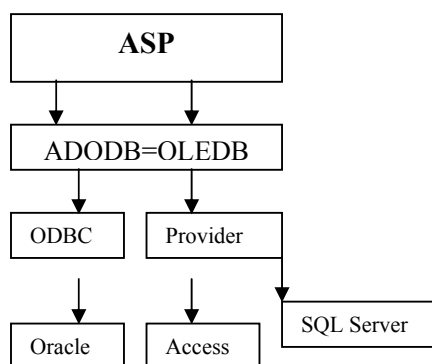 ASP
ADODB=OLEDB
ODBC
Provider
SQL Server
Oracle
Access